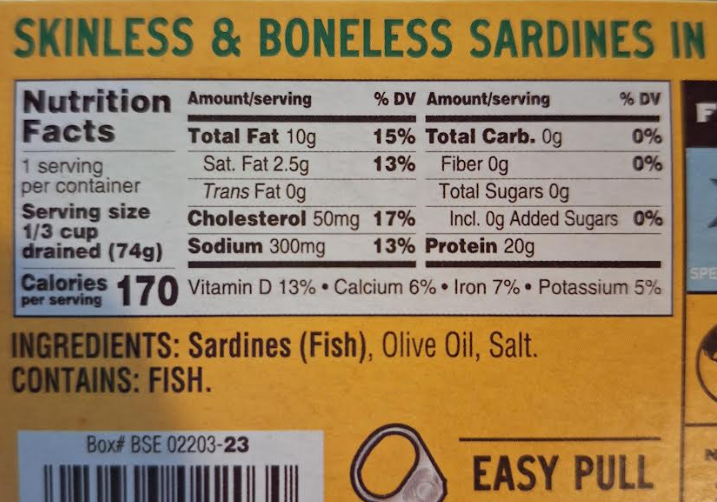 SKINLESS & BONELESS SARDINES IN
Nutrition
Facts
1 serving
per container
Serving size
1/3 cup
drained (74g)
Calories 170
per serving
Amount/serving % DV
Total Fat 10g 15%
Sat. Fat 2.5g 13%
Trans Fat 0g
Cholesterol 50mg 17%
Sodium 300mg 13%
Amount/serving % DV
Total Carb. 0g 0%
Fiber 0g 0%
Total Sugars 0g
Incl. 0g Added Sugars 0%
Protein 20g
Vitamin D 13% • Calcium 6% • Iron 7% • Potassium 5%
INGREDIENTS: Sardines (Fish), Olive Oil, Salt.
CONTAINS: FISH.
Box# BSE 02203-23
EASY PULL
F
SPE
N